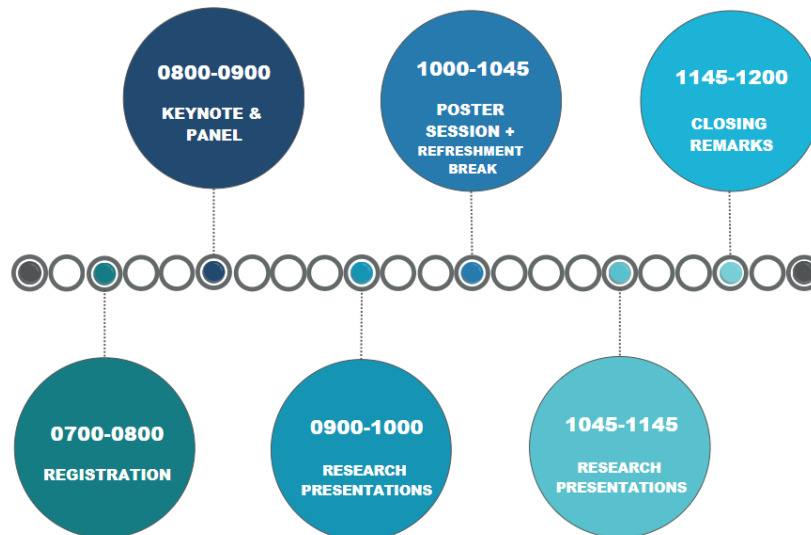 0800-0900
KEYNOTE &
PANEL
1000-1045
POSTER
SESSION +
REFRESHMENT
BREAK
1145-1200
CLOSING
REMARKS
0700-0800
REGISTRATION
0900-1000
RESEARCH
PRESENTATIONS
1045-1145
RESEARCH
PRESENTATIONS